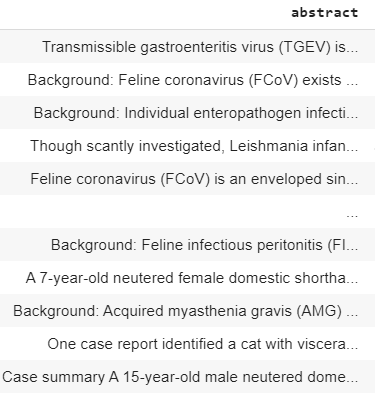 abstract
Transmissible gastroenteritis virus (TGEV) is...
Background: Feline coronavirus (FCoV) exists ...
Background: Individual enteropathogen infecti...
Though scantly investigated, Leishmania infan...
Feline coronavirus (FCoV) is an enveloped sin...
...
Background: Feline infectious peritonitis (FI...
A 7-year-old neutered female domestic shortha...
Background: Acquired myasthenia gravis (AMG) ...
One case report identified a cat with viscera...
Case summary A 15-year-old male neutered dome...